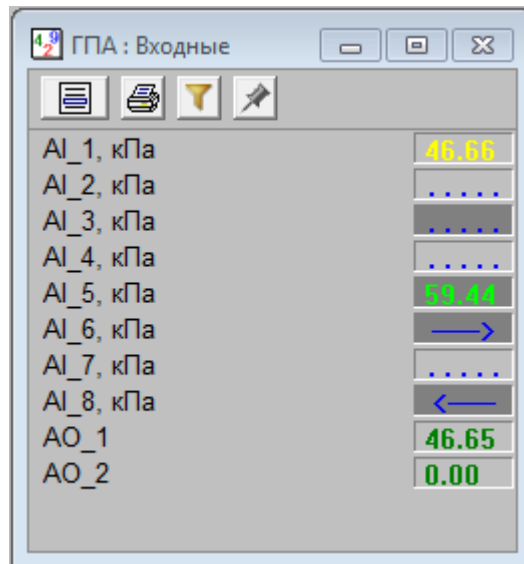 ГПА : Входные
AI_1, кПа 46.66
AI_2, кПа .....
AI_3, кПа .....
AI_4, кПа .....
AI_5, кПа 59.44
AI_6, кПа —>
AI_7, кПа .....
AI_8, кПа <—
AO_1 46.65
AO_2 0.00